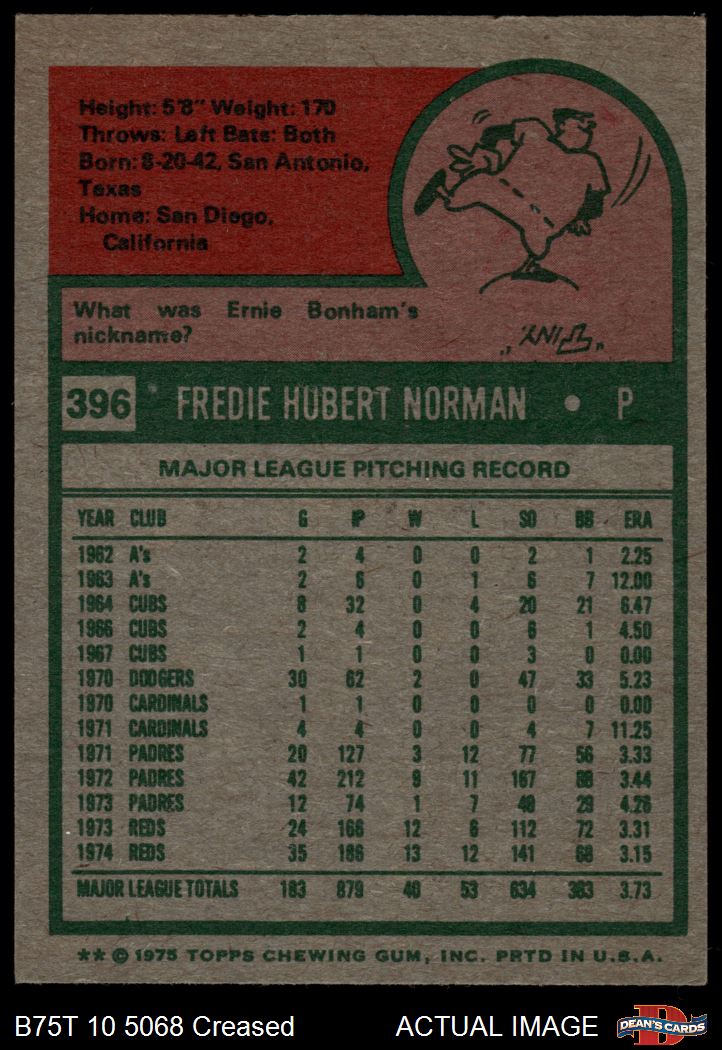 Height: 5'8" Weight: 170
Throws: Left Bats: Both
Born: 8-20-42, San Antonio,
Texas
Home: San Diego,
California
What was Ernie Bonham's
nickname?
396 FREDIE HUBERT NORMAN • P
MAJOR LEAGUE PITCHING RECORD
YEAR CLUB G IP W L SO BB ERA
1962 A's 2 4 0 0 2 1 2.25
1963 A's 2 6 0 1 6 7 12.00
1964 CUBS 8 32 0 4 20 21 6.47
1966 CUBS 2 4 0 0 6 1 4.50
1967 CUBS 1 1 0 0 3 0 0.00
1970 DODGERS 30 62 2 0 47 33 5.23
1970 CARDINALS 1 1 0 0 0 0 0.00
1971 CARDINALS 4 4 0 0 4 7 11.25
1971 PADRES 20 127 3 12 77 56 3.33
1972 PADRES 42 212 9 11 167 88 3.44
1973 PADRES 12 74 1 7 49 29 4.26
1973 REDS 24 166 12 6 112 72 3.31
1974 REDS 35 186 13 12 141 68 3.15
MAJOR LEAGUE TOTALS 183 879 40 53 634 383 3.73
** © 1975 TOPPS CHEWING GUM, INC. PRTD IN U.S.A.
B75T 10 5068 Creased ACTUAL IMAGE
DEAN'S CARDS